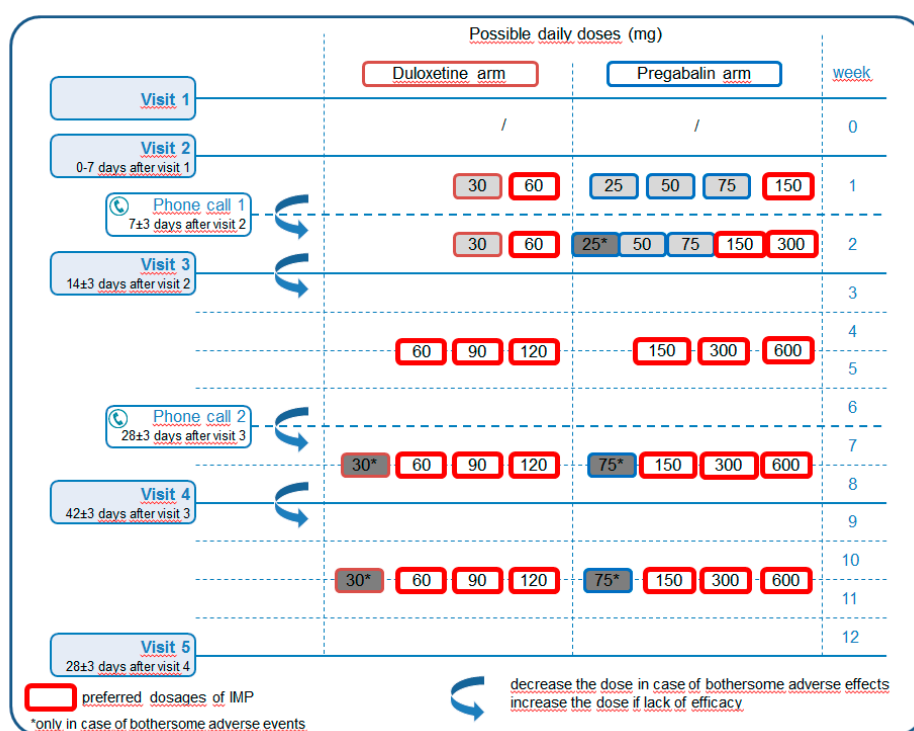 Possible daily doses (mg)
Duloxetine arm
Pregabalin arm
week
Visit 1
/
/
0
Visit 2
0-7 days after visit 1
30
60
25
50
75
150
1
Phone call 1
7±3 days after visit 2
30
60
25*
50
75
150
300
2
Visit 3
14±3 days after visit 2
3
4
60
90
120
150
300
600
5
6
Phone call 2
28±3 days after visit 3
7
30*
60
90
120
75*
150
300
600
8
Visit 4
42±3 days after visit 3
9
10
30*
60
90
120
75*
150
300
600
11
12
Visit 5
28±3 days after visit 4
preferred dosages of IMP
*only in case of bothersome adverse events
decrease the dose in case of bothersome adverse effects
increase the dose if lack of efficacy